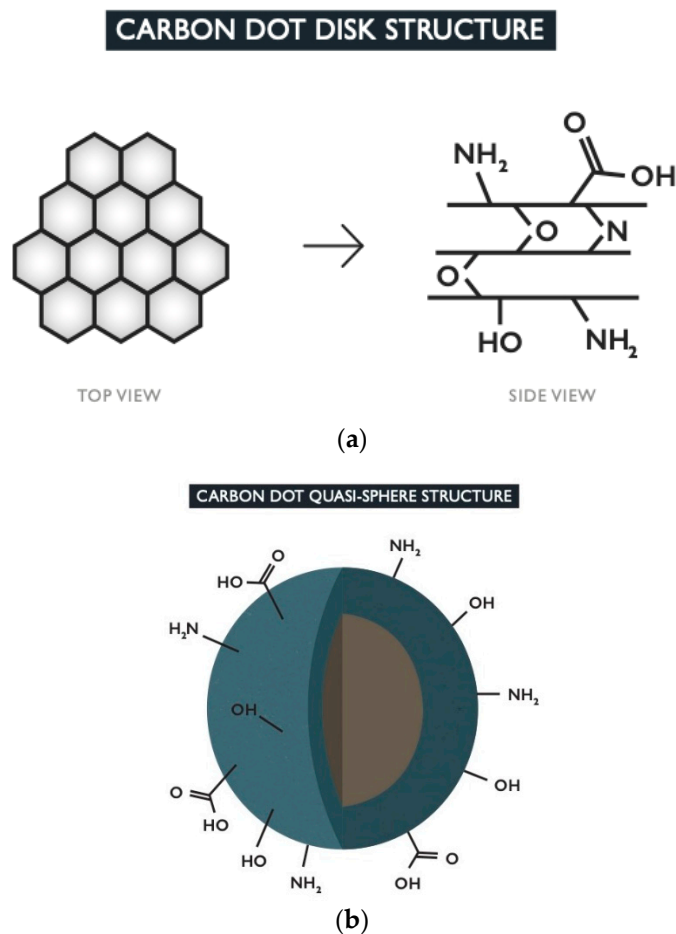 CARBON DOT DISK STRUCTURE
NH₂
O
OH
O
N
O
HO
NH₂
TOP VIEW
SIDE VIEW
(a)
CARBON DOT QUASI-SPHERE STRUCTURE
NH₂
O
HO
OH
H₂N
NH₂
OH
OH
O
HO
HO
NH₂
O
OH
(b)